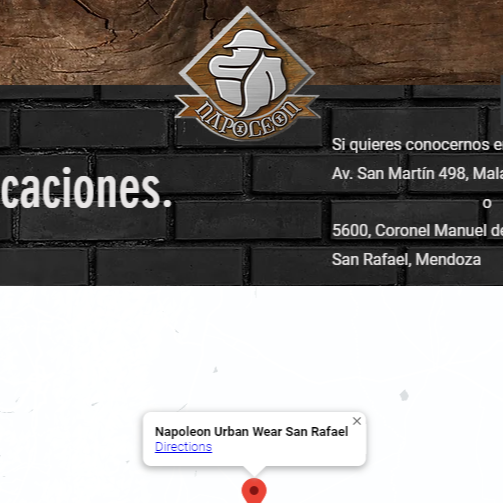 NAPOLEON
caciones.
Si quieres conocernos e
Av. San Martín 498, Mala
o
5600, Coronel Manuel de
San Rafael, Mendoza
Napoleon Urban Wear San Rafael
Directions